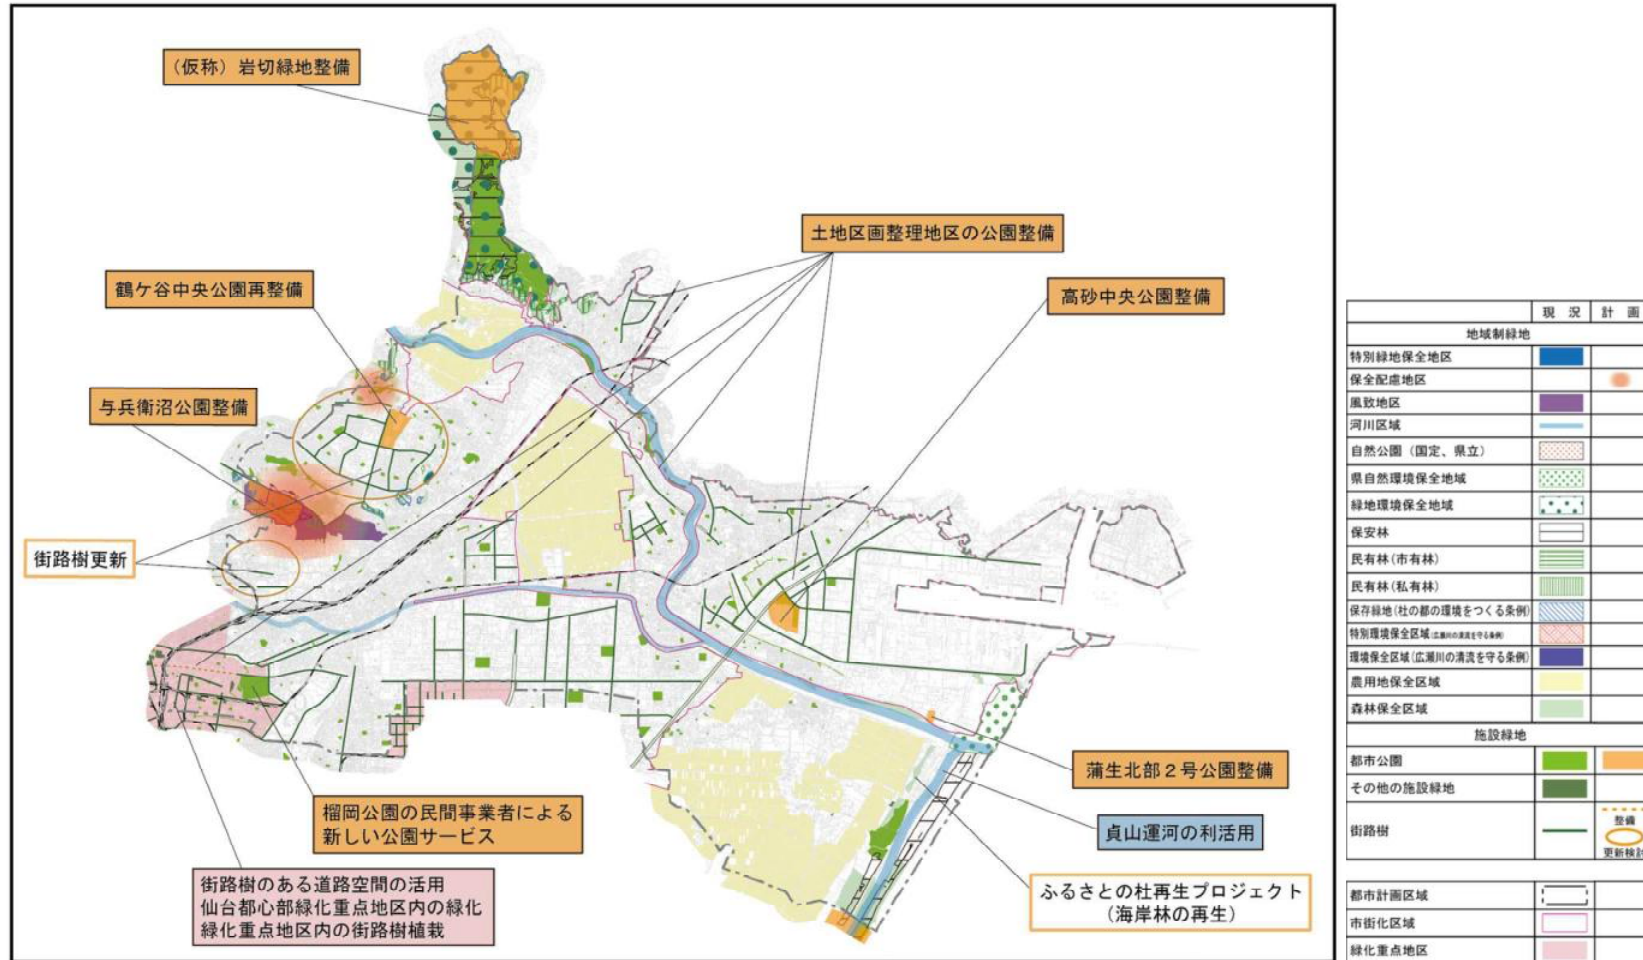 （仮称）岩切緑地整備
土地区画整理地区の公園整備
鶴ケ谷中央公園再整備
高砂中央公園整備
与兵衛沼公園整備
街路樹更新
蒲生北部２号公園整備
榴岡公園の民間事業者による
新しい公園サービス
貞山運河の利活用
街路樹のある道路空間の活用
仙台都心部緑化重点地区内の緑化
緑化重点地区内の街路樹植栽
ふるさとの杜再生プロジェクト
（海岸林の再生）
現 況 計 画
地域制緑地
特別緑地保全地区
保全配慮地区
風致地区
河川区域
自然公園（国定、県立）
県自然環境保全地域
緑地環境保全地域
保安林
民有林（市有林）
民有林（私有林）
保存緑地（杜の都の環境をつくる条例）
特別環境保全区域（広瀬川の清流を守る条例）
環境保全区域（広瀬川の清流を守る条例）
農用地保全区域
森林保全区域
施設緑地
都市公園
その他の施設緑地
街路樹
整備
更新検討
都市計画区域
市街化区域
緑化重点地区